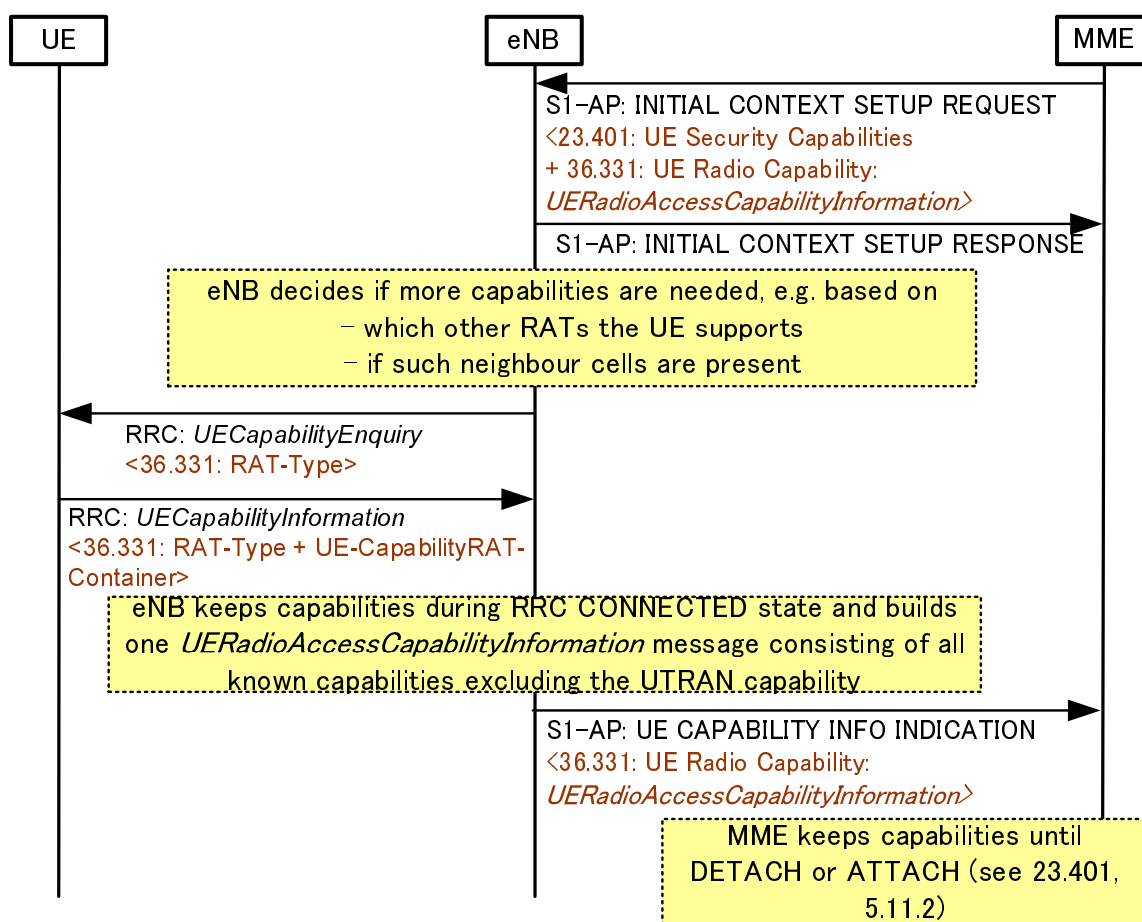 UE
eNB
MME
S1-AP: INITIAL CONTEXT SETUP REQUEST
<23.401: UE Security Capabilities
+ 36.331: UE Radio Capability:
UERadioAccessCapabilityInformation>
S1-AP: INITIAL CONTEXT SETUP RESPONSE
eNB decides if more capabilities are needed, e.g. based on
- which other RATs the UE supports
- if such neighbour cells are present
RRC: UECapabilityEnquiry
<36.331: RAT-Type>
RRC: UECapabilityInformation
<36.331: RAT-Type + UE-CapabilityRAT-
Container>
eNB keeps capabilities during RRC CONNECTED state and builds
one UERadioAccessCapabilityInformation message consisting of all
known capabilities excluding the UTRAN capability
S1-AP: UE CAPABILITY INFO INDICATION
<36.331: UE Radio Capability:
UERadioAccessCapabilityInformation>
MME keeps capabilities until
DETACH or ATTACH (see 23.401,
5.11.2)